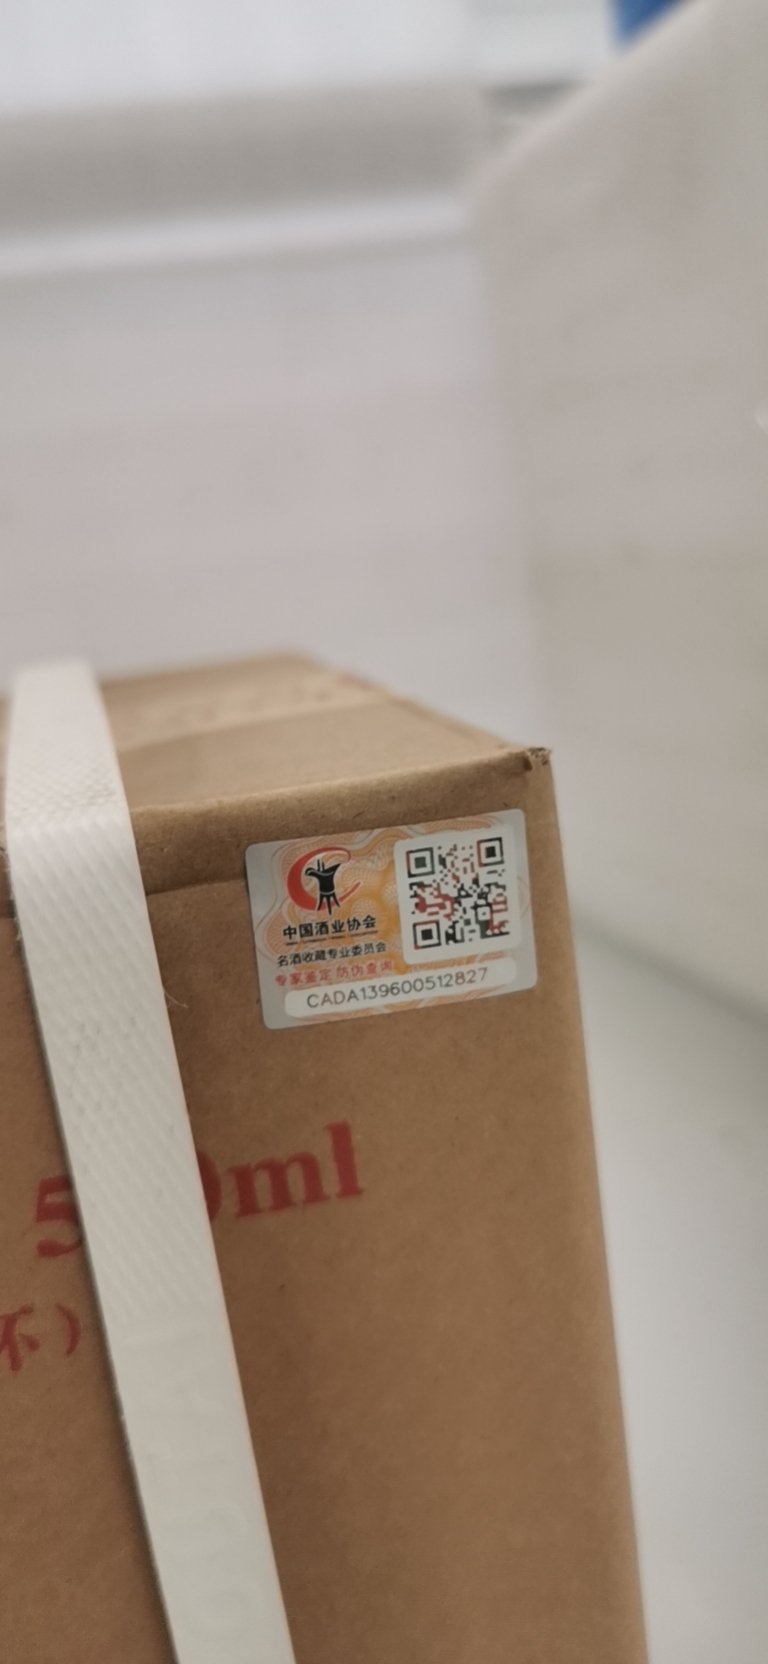 中国酒业协会
名酒收藏专业委员会
专家鉴定 防伪查询
CADA139600512827
ml